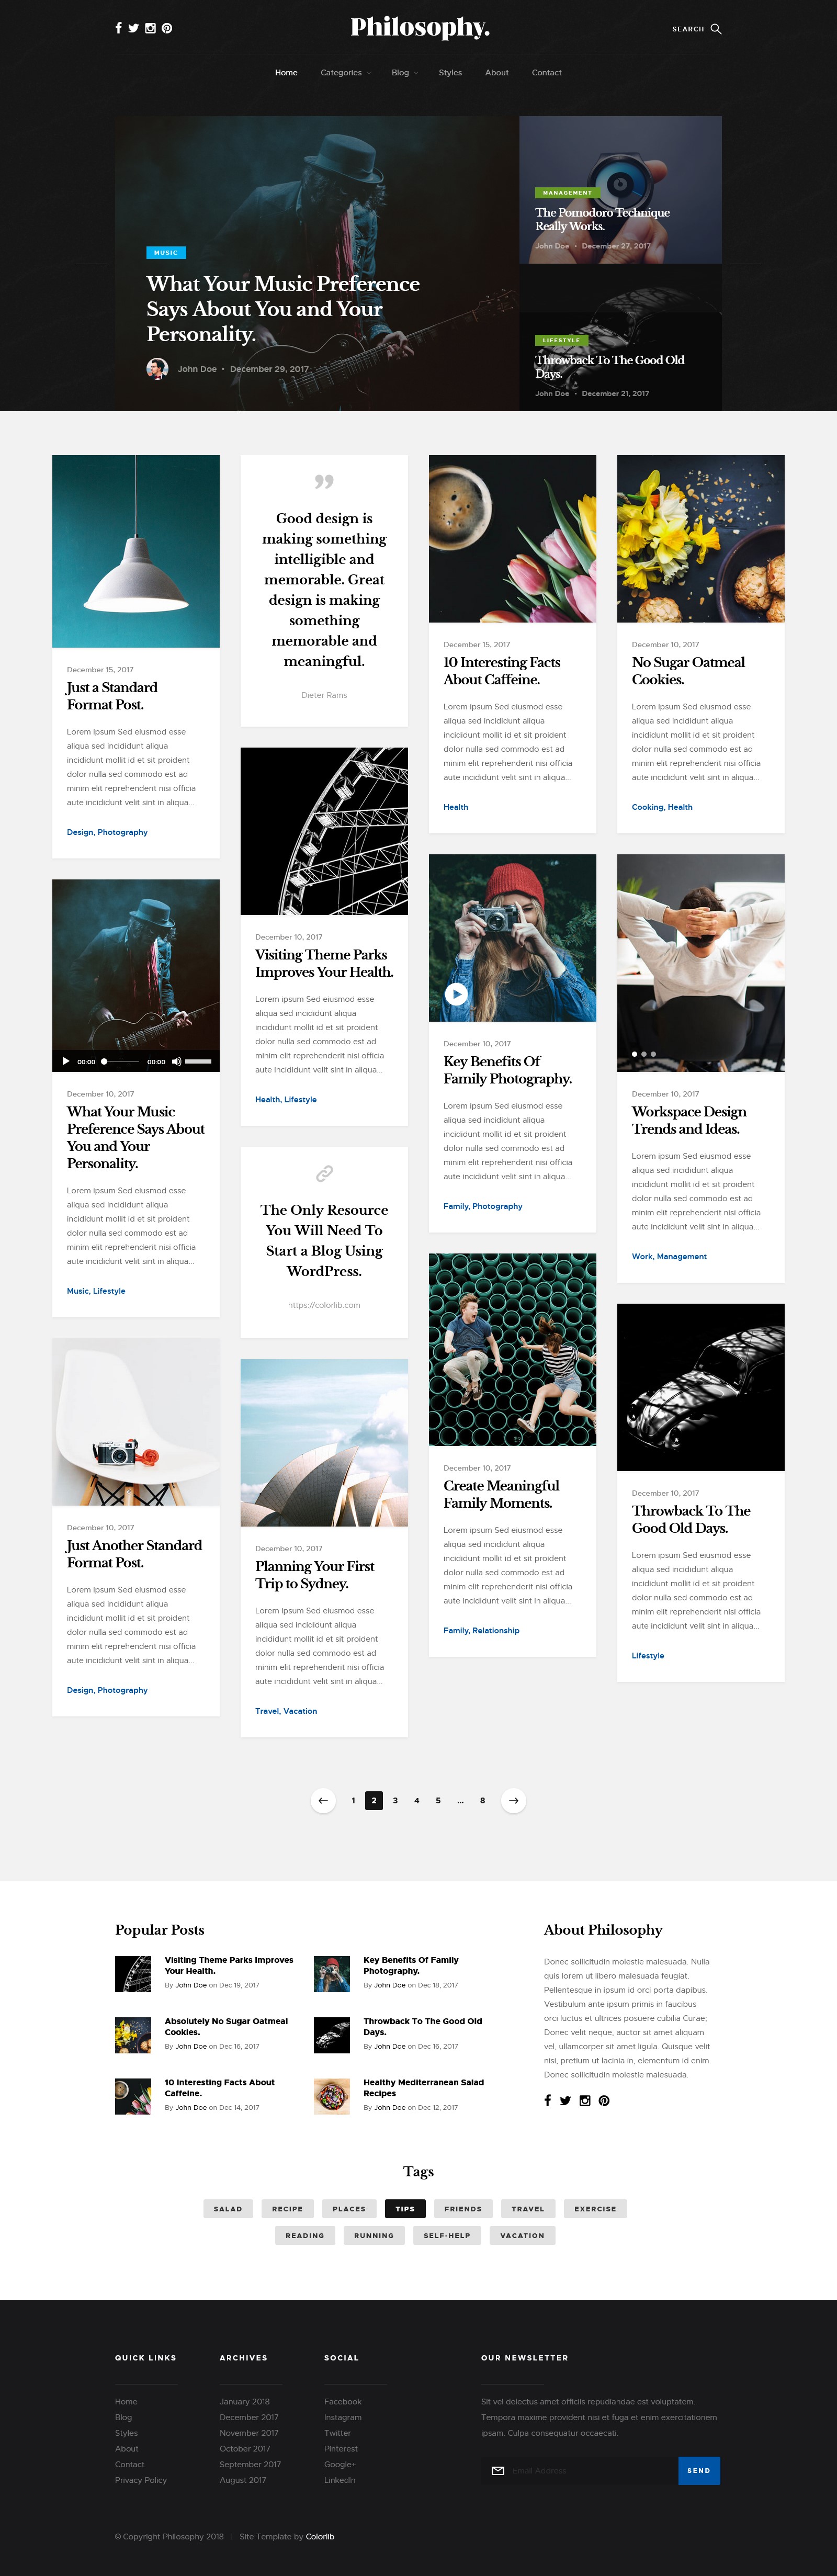 Philosophy.
SEARCH
Home Categories Blog Styles About Contact
MUSIC
What Your Music Preference
Says About You and Your
Personality.
John Doe • December 29, 2017
MANAGEMENT
The Pomodoro Technique
Really Works.
John Doe • December 27, 2017
LIFESTYLE
Throwback To The Good Old
Days.
John Doe • December 21, 2017
December 15, 2017
Just a Standard
Format Post.
Lorem ipsum Sed eiusmod esse
aliqua sed incididunt aliqua
incididunt mollit id et sit proident
dolor nulla sed commodo est ad
minim elit reprehenderit nisi officia
aute incididunt velit sint in aliqua...
Design, Photography
00:00 00:00
December 10, 2017
What Your Music
Preference Says About
You and Your
Personality.
Lorem ipsum Sed eiusmod esse
aliqua sed incididunt aliqua
incididunt mollit id et sit proident
dolor nulla sed commodo est ad
minim elit reprehenderit nisi officia
aute incididunt velit sint in aliqua...
Music, Lifestyle
December 10, 2017
Just Another Standard
Format Post.
Lorem ipsum Sed eiusmod esse
aliqua sed incididunt aliqua
incididunt mollit id et sit proident
dolor nulla sed commodo est ad
minim elit reprehenderit nisi officia
aute incididunt velit sint in aliqua...
Design, Photography
”
Good design is
making something
intelligible and
memorable. Great
design is making
something
memorable and
meaningful.
Dieter Rams
December 10, 2017
Visiting Theme Parks
Improves Your Health.
Lorem ipsum Sed eiusmod esse
aliqua sed incididunt aliqua
incididunt mollit id et sit proident
dolor nulla sed commodo est ad
minim elit reprehenderit nisi officia
aute incididunt velit sint in aliqua...
Health, Lifestyle
The Only Resource
You Will Need To
Start a Blog Using
WordPress.
https://colorlib.com
December 10, 2017
Planning Your First
Trip to Sydney.
Lorem ipsum Sed eiusmod esse
aliqua sed incididunt aliqua
incididunt mollit id et sit proident
dolor nulla sed commodo est ad
minim elit reprehenderit nisi officia
aute incididunt velit sint in aliqua...
Travel, Vacation
December 15, 2017
10 Interesting Facts
About Caffeine.
Lorem ipsum Sed eiusmod esse
aliqua sed incididunt aliqua
incididunt mollit id et sit proident
dolor nulla sed commodo est ad
minim elit reprehenderit nisi officia
aute incididunt velit sint in aliqua...
Health
December 10, 2017
Key Benefits Of
Family Photography.
Lorem ipsum Sed eiusmod esse
aliqua sed incididunt aliqua
incididunt mollit id et sit proident
dolor nulla sed commodo est ad
minim elit reprehenderit nisi officia
aute incididunt velit sint in aliqua...
Family, Photography
December 10, 2017
Create Meaningful
Family Moments.
Lorem ipsum Sed eiusmod esse
aliqua sed incididunt aliqua
incididunt mollit id et sit proident
dolor nulla sed commodo est ad
minim elit reprehenderit nisi officia
aute incididunt velit sint in aliqua...
Family, Relationship
December 10, 2017
No Sugar Oatmeal
Cookies.
Lorem ipsum Sed eiusmod esse
aliqua sed incididunt aliqua
incididunt mollit id et sit proident
dolor nulla sed commodo est ad
minim elit reprehenderit nisi officia
aute incididunt velit sint in aliqua...
Cooking, Health
December 10, 2017
Workspace Design
Trends and Ideas.
Lorem ipsum Sed eiusmod esse
aliqua sed incididunt aliqua
incididunt mollit id et sit proident
dolor nulla sed commodo est ad
minim elit reprehenderit nisi officia
aute incididunt velit sint in aliqua...
Work, Management
December 10, 2017
Throwback To The
Good Old Days.
Lorem ipsum Sed eiusmod esse
aliqua sed incididunt aliqua
incididunt mollit id et sit proident
dolor nulla sed commodo est ad
minim elit reprehenderit nisi officia
aute incididunt velit sint in aliqua...
Lifestyle
1 2 3 4 5 ... 8
Popular Posts
Visiting Theme Parks Improves
Your Health.
By John Doe on Dec 19, 2017
Key Benefits Of Family
Photography.
By John Doe on Dec 18, 2017
Absolutely No Sugar Oatmeal
Cookies.
By John Doe on Dec 16, 2017
Throwback To The Good Old
Days.
By John Doe on Dec 16, 2017
10 Interesting Facts About
Caffeine.
By John Doe on Dec 14, 2017
Healthy Mediterranean Salad
Recipes
By John Doe on Dec 12, 2017
About Philosophy
Donec sollicitudin molestie malesuada. Nulla
quis lorem ut libero malesuada feugiat.
Pellentesque in ipsum id orci porta dapibus.
Vestibulum ante ipsum primis in faucibus
orci luctus et ultrices posuere cubilia Curae;
Donec velit neque, auctor sit amet aliquam
vel, ullamcorper sit amet ligula. Quisque velit
nisi, pretium ut lacinia in, elementum id enim.
Donec sollicitudin molestie malesuada.
Tags
SALAD RECIPE PLACES TIPS FRIENDS TRAVEL EXERCISE
READING RUNNING SELF-HELP VACATION
QUICK LINKS
Home
Blog
Styles
About
Contact
Privacy Policy
ARCHIVES
January 2018
December 2017
November 2017
October 2017
September 2017
August 2017
SOCIAL
Facebook
Instagram
Twitter
Pinterest
Google+
LinkedIn
OUR NEWSLETTER
Sit vel delectus amet officiis repudiandae est voluptatem.
Tempora maxime provident nisi et fuga et enim exercitationem
ipsam. Culpa consequatur occaecati.
Email Address
SEND
© Copyright Philosophy 2018 | Site Template by Colorlib